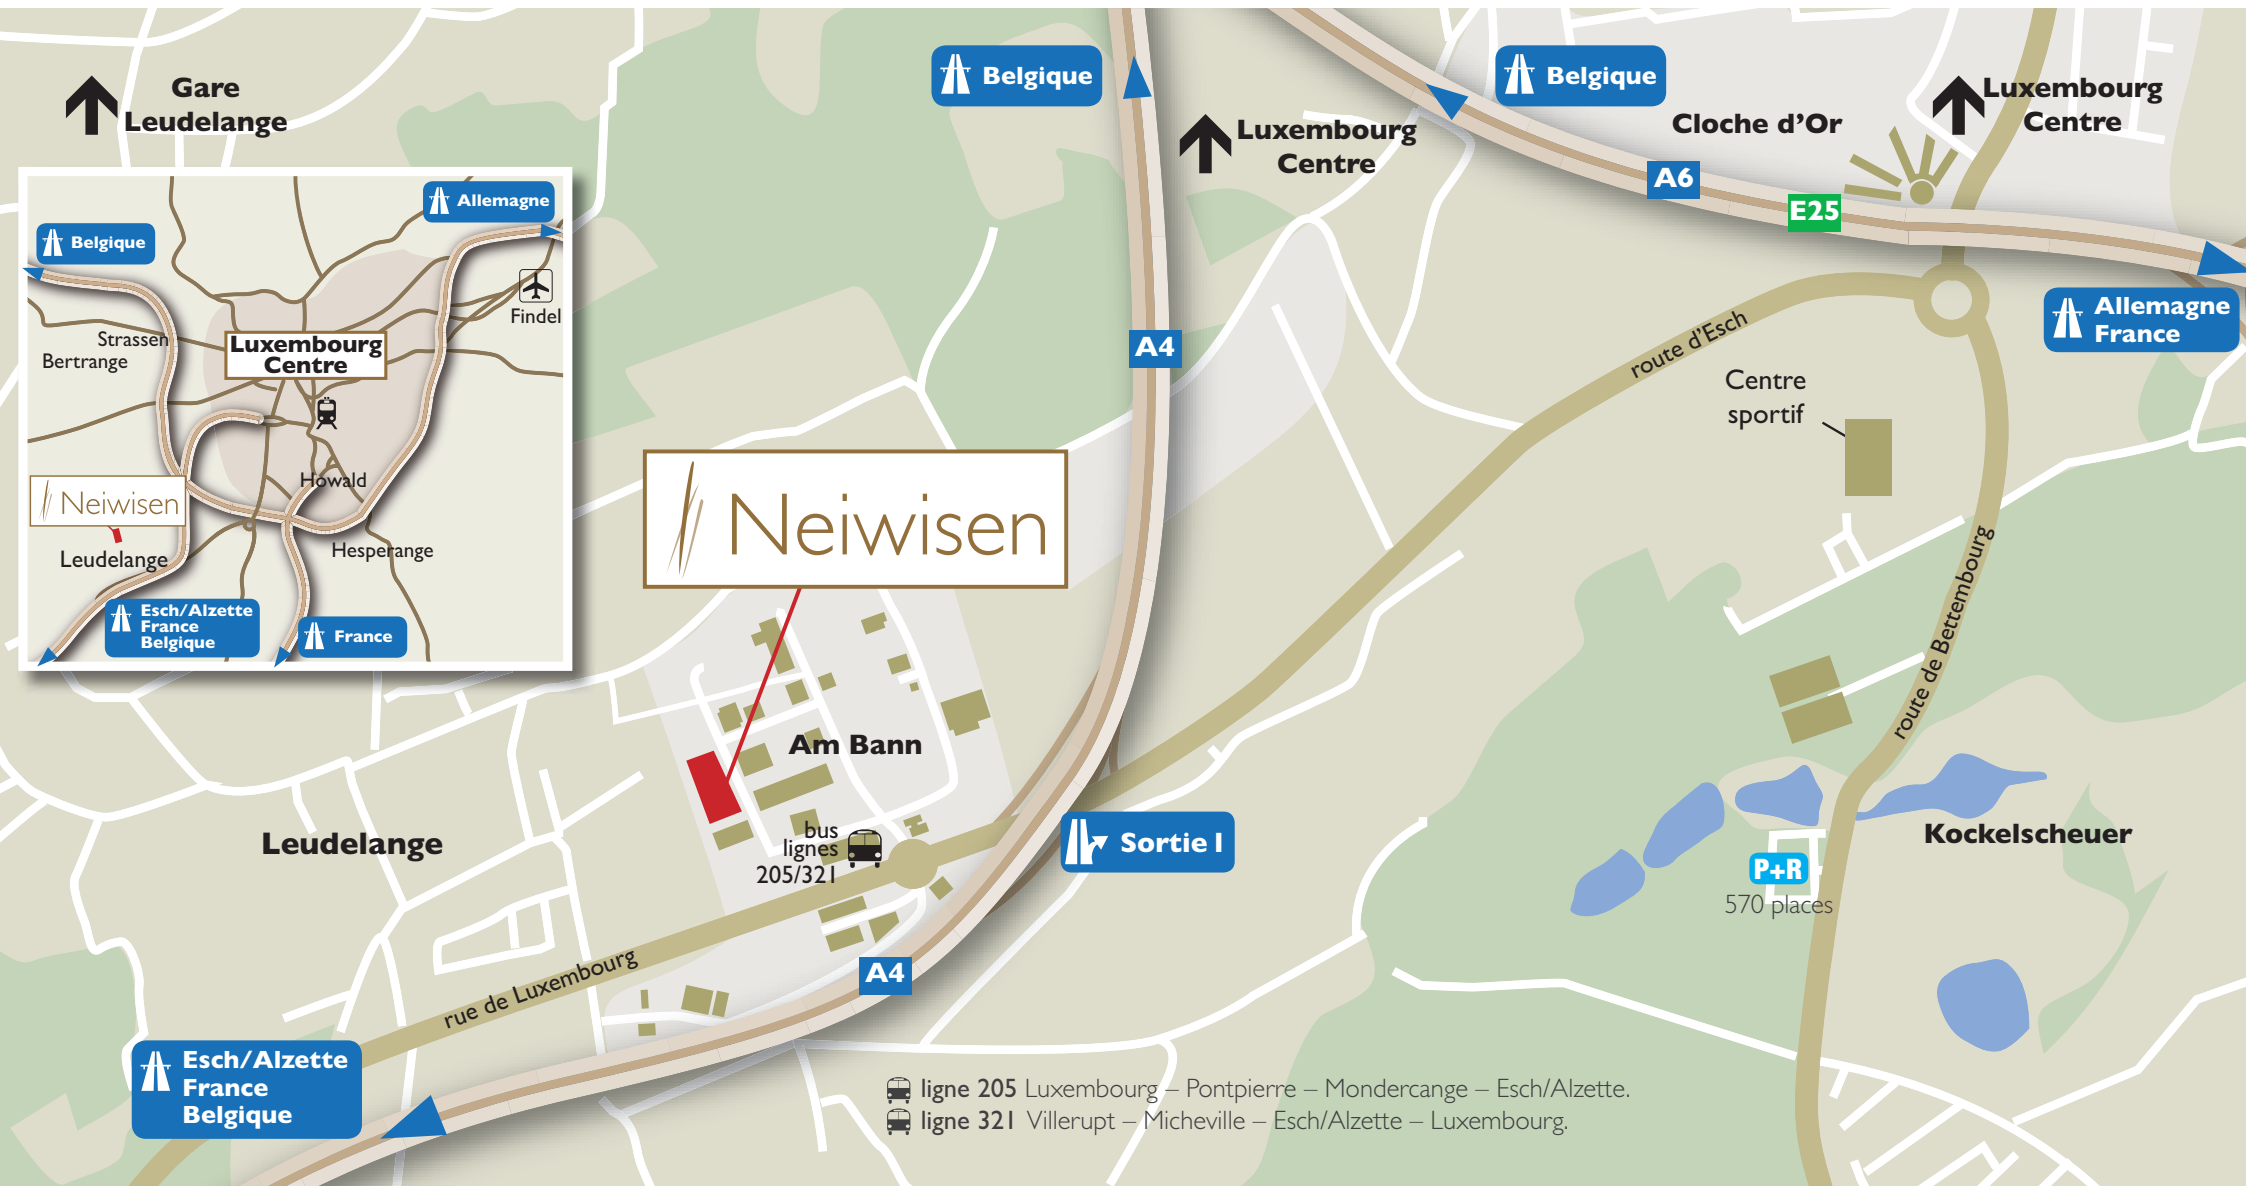 Gare
Leudelange
Belgique
Luxembourg
Centre
Belgique
Cloche d'Or
Luxembourg
Centre
A6
E25
Allemagne
France
A4
route d'Esch
Centre
sportif
route de Bettembourg
Allemagne
Belgique
Findel
Strassen
Bertrange
Luxembourg
Centre
Howald
Neiwisen
Leudelange
Hesperange
Esch/Alzette
France
Belgique
France
Neiwisen
Am Bann
Leudelange
bus
lignes
205/321
Sortie 1
Kockelscheuer
P+R
570 places
rue de Luxembourg
A4
Esch/Alzette
France
Belgique
ligne 205 Luxembourg – Pontpierre – Mondercange – Esch/Alzette.
ligne 321 Villerupt – Micheville – Esch/Alzette – Luxembourg.